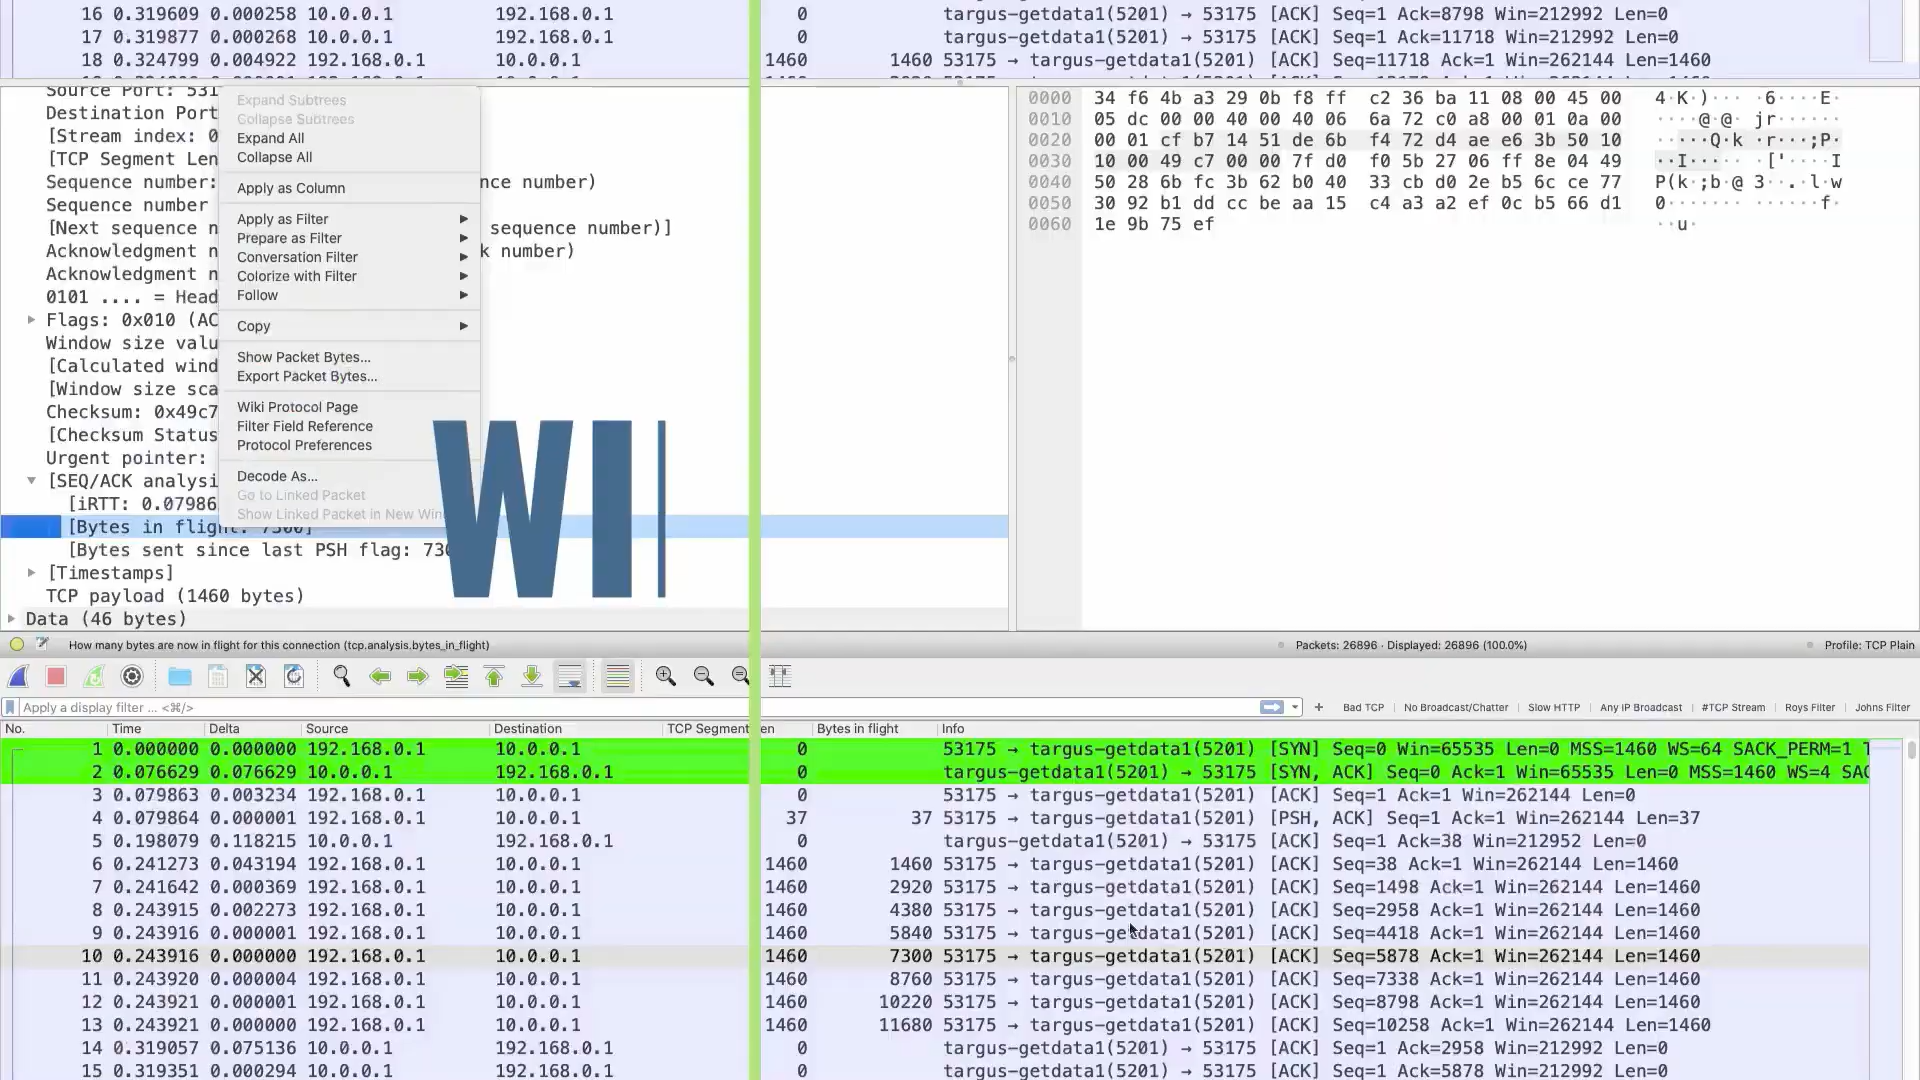 16 0.319609 0.000258 10.0.0.1 192.168.0.1 0 targus-getdata1(5201) → 53175 [ACK] Seq=1 Ack=8798 Win=212992 Len=0
17 0.319877 0.000268 10.0.0.1 192.168.0.1 0 targus-getdata1(5201) → 53175 [ACK] Seq=1 Ack=11718 Win=212992 Len=0
18 0.324799 0.004922 192.168.0.1 10.0.0.1 1460 1460 53175 → targus-getdata1(5201) [ACK] Seq=11718 Ack=1 Win=262144 Len=1460
Source Port: 531
Destination Port
[Stream index: 0
[TCP Segment Len
Sequence number: nce number)
Sequence number
[Next sequence n sequence number)]
Acknowledgment n k number)
Acknowledgment n
0101 .... = Head
Flags: 0x010 (AC
Window size valu
[Calculated wind
[Window size sca
Checksum: 0x49c7
[Checksum Status
Urgent pointer:
[SEQ/ACK analysi
[iRTT: 0.07986
[Bytes in flight: 7300]
[Bytes sent since last PSH flag: 730
[Timestamps]
TCP payload (1460 bytes)
Data (46 bytes)
Expand Subtrees
Collapse Subtrees
Expand All
Collapse All
Apply as Column
Apply as Filter
Prepare as Filter
Conversation Filter
Colorize with Filter
Follow
Copy
Show Packet Bytes...
Export Packet Bytes...
Wiki Protocol Page
Filter Field Reference
Protocol Preferences
Decode As...
Go to Linked Packet
Show Linked Packet in New Win
WI
0000 34 f6 4b a3 29 0b f8 ff c2 36 ba 11 08 00 45 00 4·K·)··· ·6····E·
0010 05 dc 00 00 40 00 40 06 6a 72 c0 a8 00 01 0a 00 ····@·@· jr······
0020 00 01 cf b7 14 51 de 6b f4 72 d4 ae e6 3b 50 10 ·····Q·k ·r···;P·
0030 10 00 49 c7 00 00 7f d0 f0 5b 27 06 ff 8e 04 49 ··I····· ·['····I
0040 50 28 6b fc 3b 62 b0 40 33 cb d0 2e b5 6c ce 77 P(k·;b·@ 3··.·l·w
0050 30 92 b1 dd cc be aa 15 c4 a3 a2 ef 0c b5 66 d1 0······· ······f·
0060 1e 9b 75 ef ··u·
How many bytes are now in flight for this connection (tcp.analysis.bytes_in_flight) Packets: 26896 · Displayed: 26896 (100.0%) Profile: TCP Plain
Apply a display filter ... <⌘/> + Bad TCP No Broadcast/Chatter Slow HTTP Any IP Broadcast #TCP Stream Roys Filter Johns Filter
No. Time Delta Source Destination TCP Segment en Bytes in flight Info
1 0.000000 0.000000 192.168.0.1 10.0.0.1 0 53175 → targus-getdata1(5201) [SYN] Seq=0 Win=65535 Len=0 MSS=1460 WS=64 SACK_PERM=1 T
2 0.076629 0.076629 10.0.0.1 192.168.0.1 0 targus-getdata1(5201) → 53175 [SYN, ACK] Seq=0 Ack=1 Win=65535 Len=0 MSS=1460 WS=4 SAC
3 0.079863 0.003234 192.168.0.1 10.0.0.1 0 53175 → targus-getdata1(5201) [ACK] Seq=1 Ack=1 Win=262144 Len=0
4 0.079864 0.000001 192.168.0.1 10.0.0.1 37 37 53175 → targus-getdata1(5201) [PSH, ACK] Seq=1 Ack=1 Win=262144 Len=37
5 0.198079 0.118215 10.0.0.1 192.168.0.1 0 targus-getdata1(5201) → 53175 [ACK] Seq=1 Ack=38 Win=212952 Len=0
6 0.241273 0.043194 192.168.0.1 10.0.0.1 1460 1460 53175 → targus-getdata1(5201) [ACK] Seq=38 Ack=1 Win=262144 Len=1460
7 0.241642 0.000369 192.168.0.1 10.0.0.1 1460 2920 53175 → targus-getdata1(5201) [ACK] Seq=1498 Ack=1 Win=262144 Len=1460
8 0.243915 0.002273 192.168.0.1 10.0.0.1 1460 4380 53175 → targus-getdata1(5201) [ACK] Seq=2958 Ack=1 Win=262144 Len=1460
9 0.243916 0.000001 192.168.0.1 10.0.0.1 1460 5840 53175 → targus-getdata1(5201) [ACK] Seq=4418 Ack=1 Win=262144 Len=1460
10 0.243916 0.000000 192.168.0.1 10.0.0.1 1460 7300 53175 → targus-getdata1(5201) [ACK] Seq=5878 Ack=1 Win=262144 Len=1460
11 0.243920 0.000004 192.168.0.1 10.0.0.1 1460 8760 53175 → targus-getdata1(5201) [ACK] Seq=7338 Ack=1 Win=262144 Len=1460
12 0.243921 0.000001 192.168.0.1 10.0.0.1 1460 10220 53175 → targus-getdata1(5201) [ACK] Seq=8798 Ack=1 Win=262144 Len=1460
13 0.243921 0.000000 192.168.0.1 10.0.0.1 1460 11680 53175 → targus-getdata1(5201) [ACK] Seq=10258 Ack=1 Win=262144 Len=1460
14 0.319057 0.075136 10.0.0.1 192.168.0.1 0 targus-getdata1(5201) → 53175 [ACK] Seq=1 Ack=2958 Win=212992 Len=0
15 0.319351 0.000294 10.0.0.1 192.168.0.1 0 targus-getdata1(5201) → 53175 [ACK] Seq=1 Ack=5878 Win=212992 Len=0